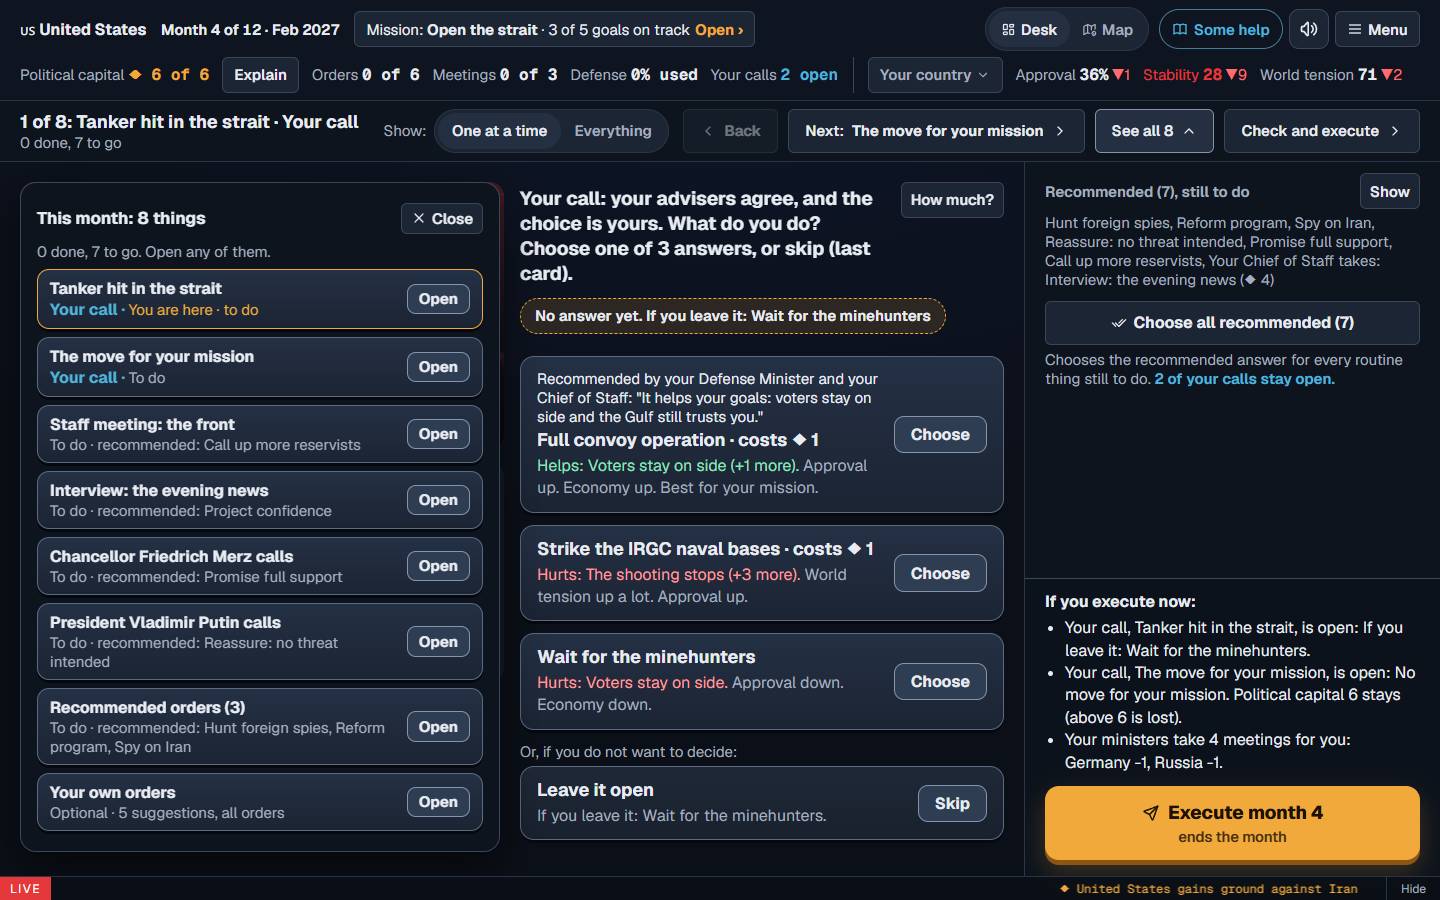 US United States Month 4 of 12 · Feb 2027 Mission: Open the strait · 3 of 5 goals on track Open › Desk Map Some help Menu
Political capital ◆ 6 of 6 Explain Orders 0 of 6 Meetings 0 of 3 Defense 0% used Your calls 2 open Your country Approval 36% ▼1 Stability 28 ▼9 World tension 71 ▼2
1 of 8: Tanker hit in the strait · Your call
0 done, 7 to go
Show: One at a time Everything Back Next: The move for your mission See all 8 Check and execute
This month: 8 things
Close
0 done, 7 to go. Open any of them.
Tanker hit in the strait
Your call · You are here · to do
Open
The move for your mission
Your call · To do
Open
Staff meeting: the front
To do · recommended: Call up more reservists
Open
Interview: the evening news
To do · recommended: Project confidence
Open
Chancellor Friedrich Merz calls
To do · recommended: Promise full support
Open
President Vladimir Putin calls
To do · recommended: Reassure: no threat
intended
Open
Recommended orders (3)
To do · recommended: Hunt foreign spies, Reform
program, Spy on Iran
Open
Your own orders
Optional · 5 suggestions, all orders
Open
Your call: your advisers agree, and the
choice is yours. What do you do?
Choose one of 3 answers, or skip (last
card).
How much?
No answer yet. If you leave it: Wait for the minehunters
Recommended by your Defense Minister and your
Chief of Staff: "It helps your goals: voters stay on
side and the Gulf still trusts you."
Full convoy operation · costs ◆ 1
Helps: Voters stay on side (+1 more). Approval
up. Economy up. Best for your mission.
Choose
Strike the IRGC naval bases · costs ◆ 1
Hurts: The shooting stops (+3 more). World
tension up a lot. Approval up.
Choose
Wait for the minehunters
Hurts: Voters stay on side. Approval down.
Economy down.
Choose
Or, if you do not want to decide:
Leave it open
If you leave it: Wait for the minehunters.
Skip
Recommended (7), still to do
Show
Hunt foreign spies, Reform program, Spy on Iran,
Reassure: no threat intended, Promise full support,
Call up more reservists, Your Chief of Staff takes:
Interview: the evening news (◆ 4)
Choose all recommended (7)
Chooses the recommended answer for every routine
thing still to do. 2 of your calls stay open.
If you execute now:
• Your call, Tanker hit in the strait, is open: If you
leave it: Wait for the minehunters.
• Your call, The move for your mission, is open: No
move for your mission. Political capital 6 stays
(above 6 is lost).
• Your ministers take 4 meetings for you:
Germany -1, Russia -1.
Execute month 4
ends the month
LIVE
◆ United States gains ground against Iran
Hide